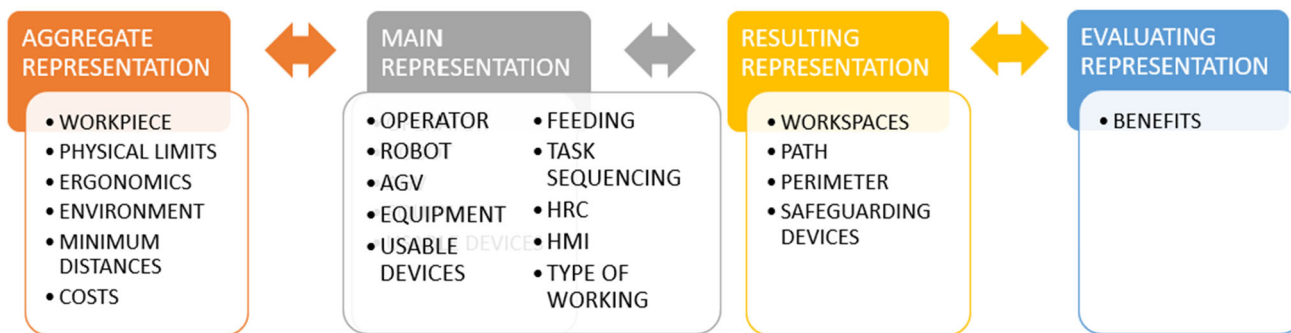 AGGREGATE
REPRESENTATION
• WORKPIECE
• PHYSICAL LIMITS
• ERGONOMICS
• ENVIRONMENT
• MINIMUM
DISTANCES
• COSTS
MAIN
REPRESENTATION
• OPERATOR
• ROBOT
• AGV
• EQUIPMENT
• USABLE
DEVICES
• FEEDING
• TASK
SEQUENCING
• HRC
• HMI
• TYPE OF
WORKING
RESULTING
REPRESENTATION
• WORKSPACES
• PATH
• PERIMETER
• SAFEGUARDING
DEVICES
EVALUATING
REPRESENTATION
• BENEFITS